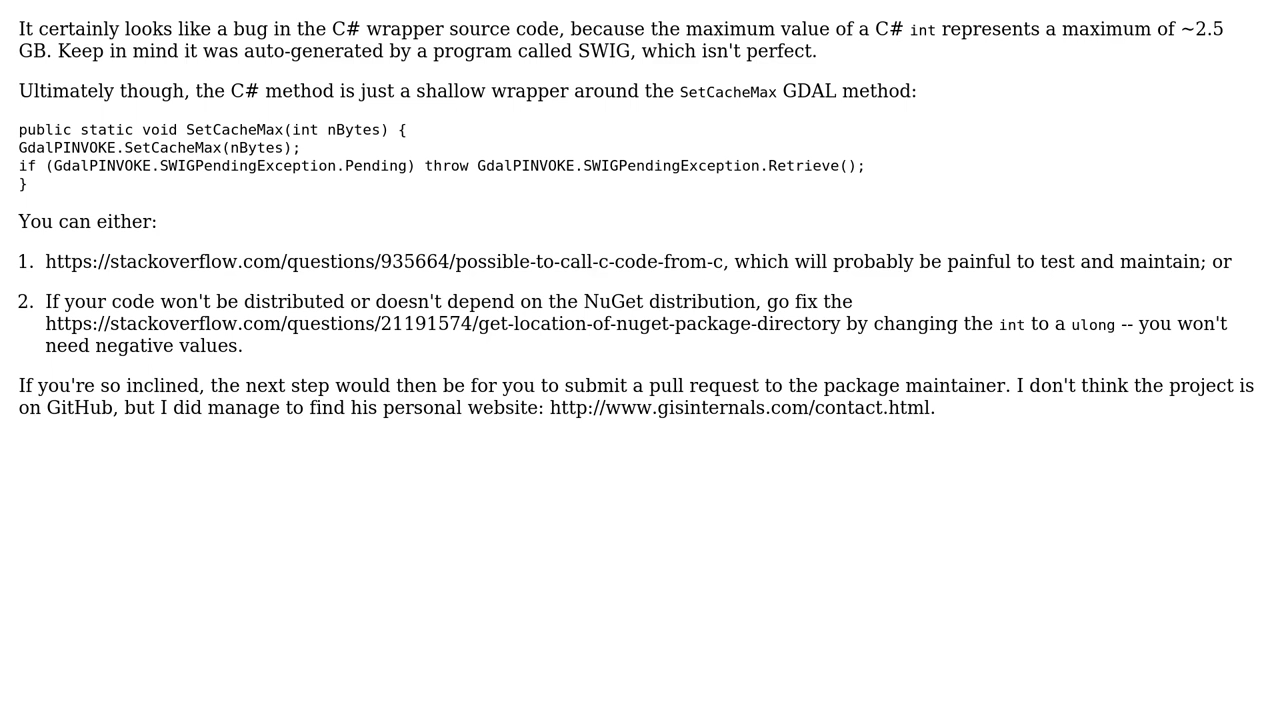 It certainly looks like a bug in the C# wrapper source code, because the maximum value of a C# int represents a maximum of ~2.5
GB. Keep in mind it was auto-generated by a program called SWIG, which isn't perfect.
Ultimately though, the C# method is just a shallow wrapper around the SetCacheMax GDAL method:
public static void SetCacheMax(int nBytes) {
GdalPINVOKE.SetCacheMax(nBytes);
if (GdalPINVOKE.SWIGPendingException.Pending) throw GdalPINVOKE.SWIGPendingException.Retrieve();
}
You can either:
1. https://stackoverflow.com/questions/935664/possible-to-call-c-code-from-c, which will probably be painful to test and maintain; or
2. If your code won't be distributed or doesn't depend on the NuGet distribution, go fix the
https://stackoverflow.com/questions/21191574/get-location-of-nuget-package-directory by changing the int to a ulong -- you won't
need negative values.
If you're so inclined, the next step would then be for you to submit a pull request to the package maintainer. I don't think the project is
on GitHub, but I did manage to find his personal website: http://www.gisinternals.com/contact.html.